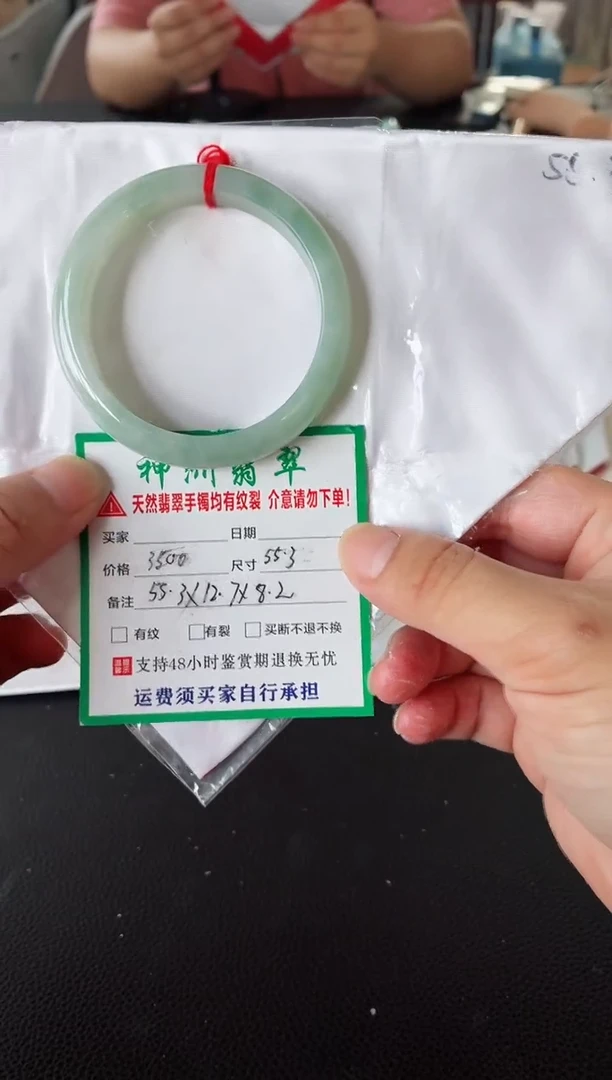 神州翡翠
天然翡翠手镯均有纹裂 介意请勿下单!
买家 日期
价格 3500 尺寸 55.3
备注 55.3X12.7X8.2
□有纹 □有裂 □买断不退不换
支持48小时鉴赏期退换无忧
运费须买家自行承担